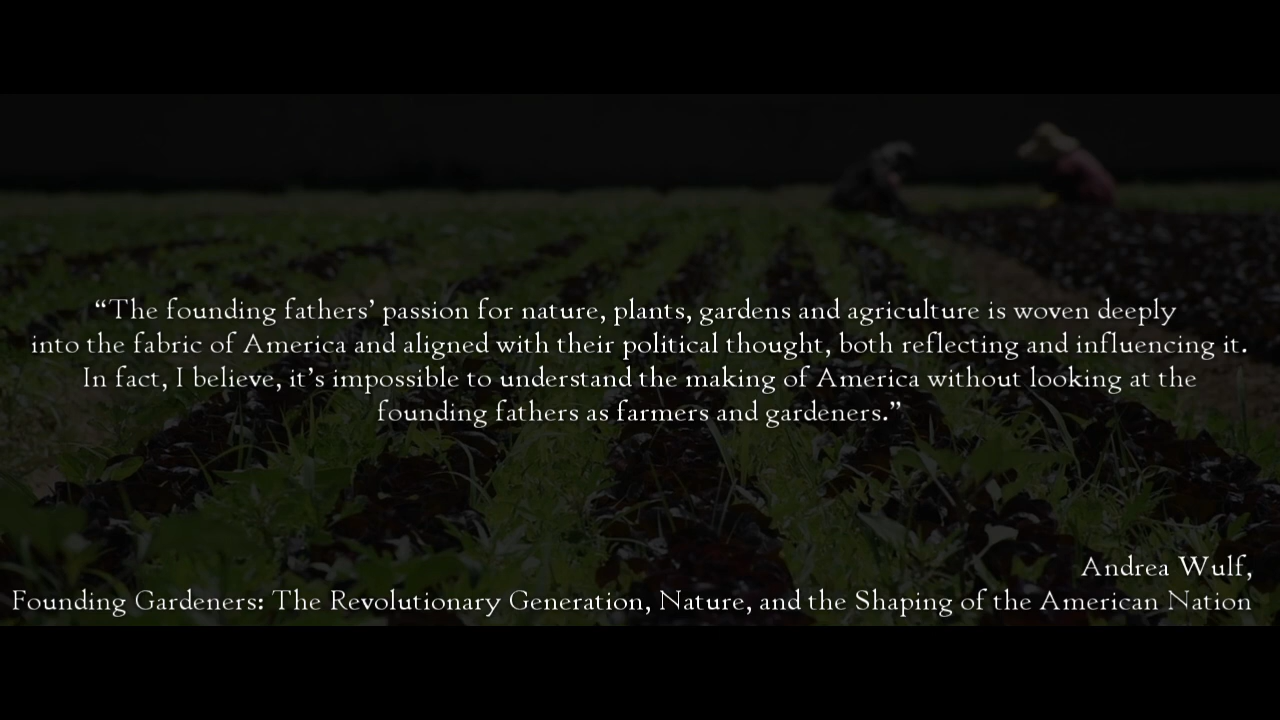 “The founding fathers’ passion for nature, plants, gardens and agriculture is woven deeply
into the fabric of America and aligned with their political thought, both reflecting and influencing it.
In fact, I believe, it’s impossible to understand the making of America without looking at the
founding fathers as farmers and gardeners.”
Andrea Wulf,
Founding Gardeners: The Revolutionary Generation, Nature, and the Shaping of the American Nation